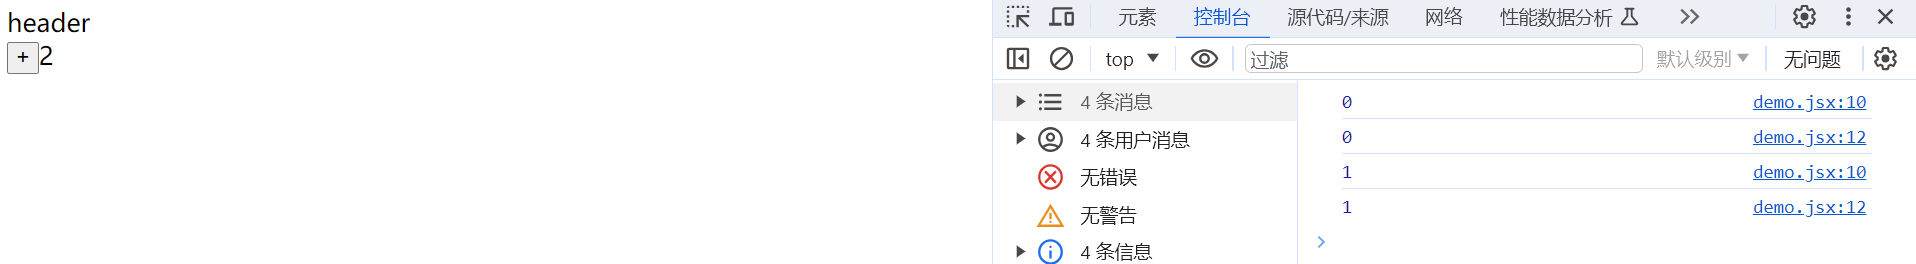 header
+ 2
元素 控制台 源代码/来源 网络 性能数据分析
top 过滤 默认级别 无问题
4 条消息
4 条用户消息
无错误
无警告
4 条信息
0 demo.jsx:10
0 demo.jsx:12
1 demo.jsx:10
1 demo.jsx:12